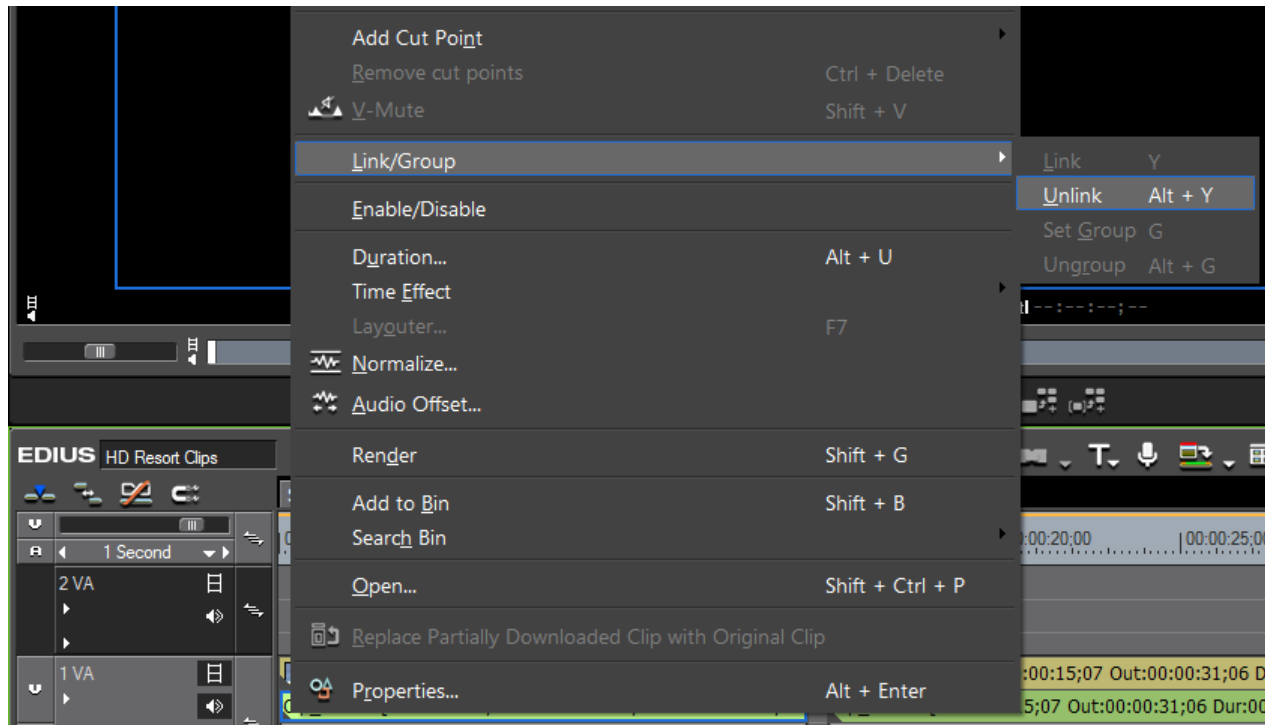 Add Cut Point
Remove cut points Ctrl + Delete
V-Mute Shift + V
Link/Group
Link Y
Unlink Alt + Y
Enable/Disable
Set Group G
Duration... Alt + U
Ungroup Alt + G
Time Effect
--:--:--;--
Layouter... F7
Normalize...
Audio Offset...
EDIUS HD Resort Clips
Render Shift + G
T
Add to Bin Shift + B
1 Second
Search Bin
:00:20;00 00:00:25;0
2 VA
Open... Shift + Ctrl + P
Replace Partially Downloaded Clip with Original Clip
1 VA
:00:15;07 Out:00:00:31;06 D
Properties... Alt + Enter
5;07 Out:00:00:31;06 Dur:00